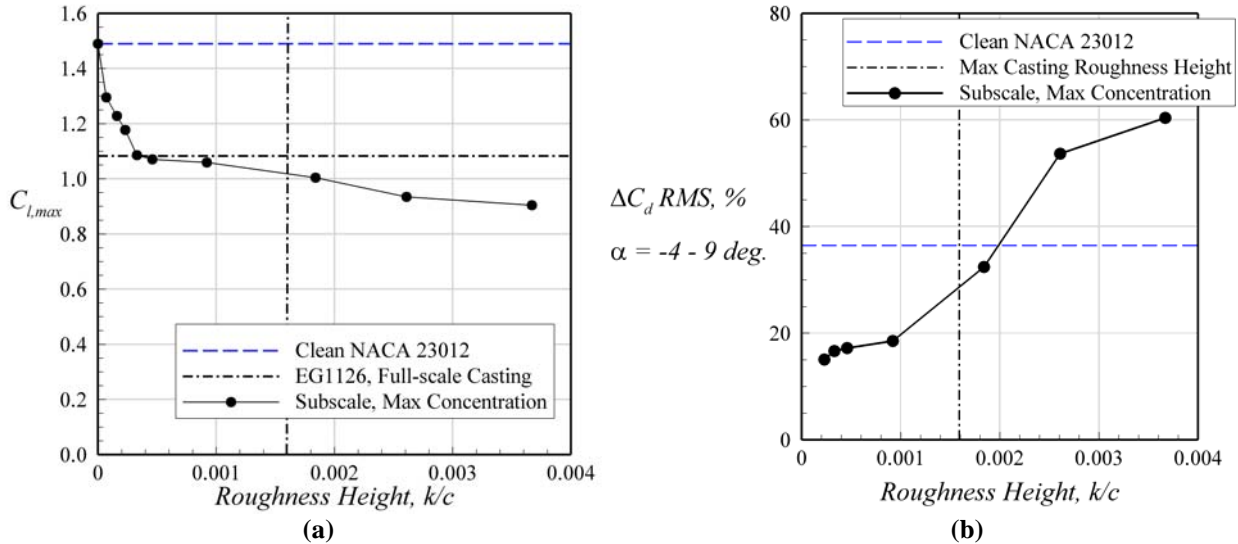 1.6
1.4
1.2
1.0
C_{l,max}
0.8
0.6
0.4
0.2
0.0
Clean NACA 23012
EG1126, Full-scale Casting
Subscale, Max Concentration
0 0.001 0.002 0.003 0.004
Roughness Height, k/c
(a)
80
Clean NACA 23012
Max Casting Roughness Height
Subscale, Max Concentration
60
ΔC_d RMS, %
40
α = -4 - 9 deg.
20
0
0 0.001 0.002 0.003 0.004
Roughness Height, k/c
(b)